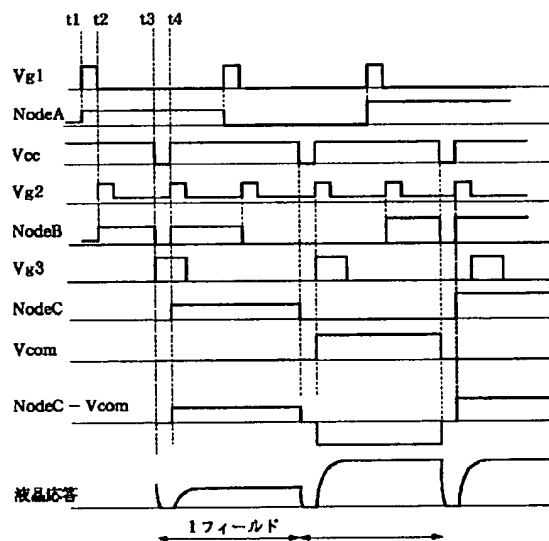 t1 t2 t3 t4
Vg1
NodeA
Vcc
Vg2
NodeB
Vg3
NodeC
Vcom
NodeC - Vcom
液晶応答
1フィールド